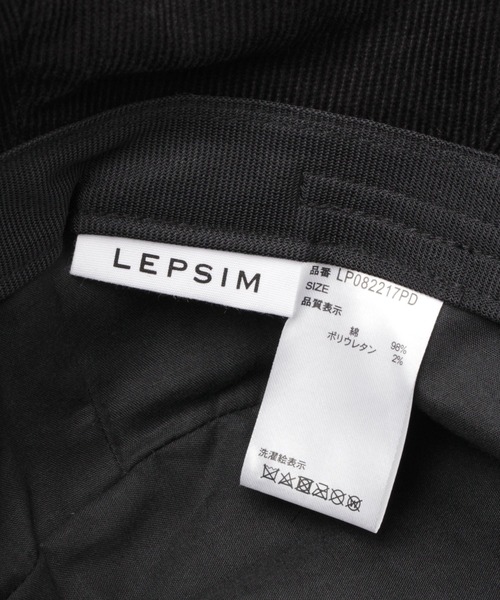 LEPSIM
品番 LP082217PD
SIZE
品質表示
綿 98%
ポリウレタン 2%
洗濯絵表示